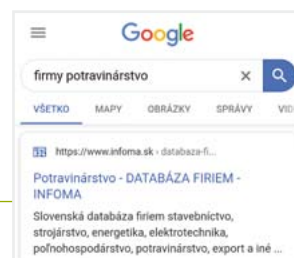 Google
firmy potravinárstvo
VŠETKO MAPY OBRÁZKY SPRÁVY VID
https://www.infoma.sk › databaza-fi...
Potravinárstvo - DATABÁZA FIRIEM -
INFOMA
Slovenská databáza firiem stavebníctvo,
strojárstvo, energetika, elektrotechnika,
poľnohospodárstvo, potravinárstvo, export a iné ...